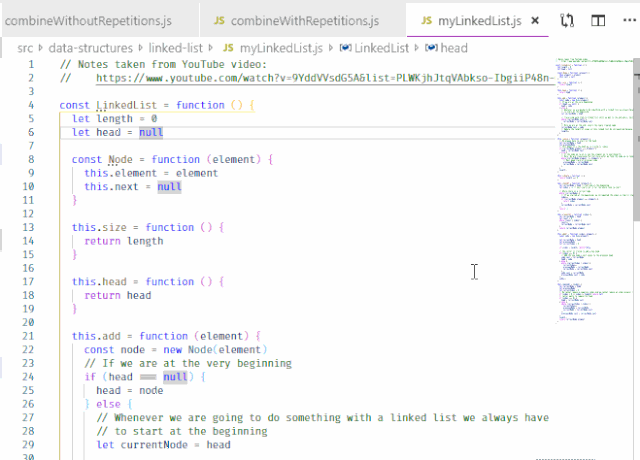 combineWithoutRepetitions.js combineWithRepetitions.js JS myLinkedList.js
src > data-structures > linked-list > JS myLinkedList.js > LinkedList > head
1 // Notes taken from YouTube video:
2 // https://www.youtube.com/watch?v=9YddVVsdG5A&list=PLWKjhJtqVAbkso-IbgiiP48n-
3
4 const LinkedList = function () {
5 let length = 0
6 let head = null
7
8 const Node = function (element) {
9 this.element = element
10 this.next = null
11 }
12
13 this.size = function () {
14 return length
15 }
16
17 this.head = function () {
18 return head
19 }
20
21 this.add = function (element) {
22 const node = new Node(element)
23 // If we are at the very beginning
24 if (head === null) {
25 head = node
26 } else {
27 // Whenever we are going to do something with a linked list we always have
28 // to start at the beginning
29 let currentNode = head
30